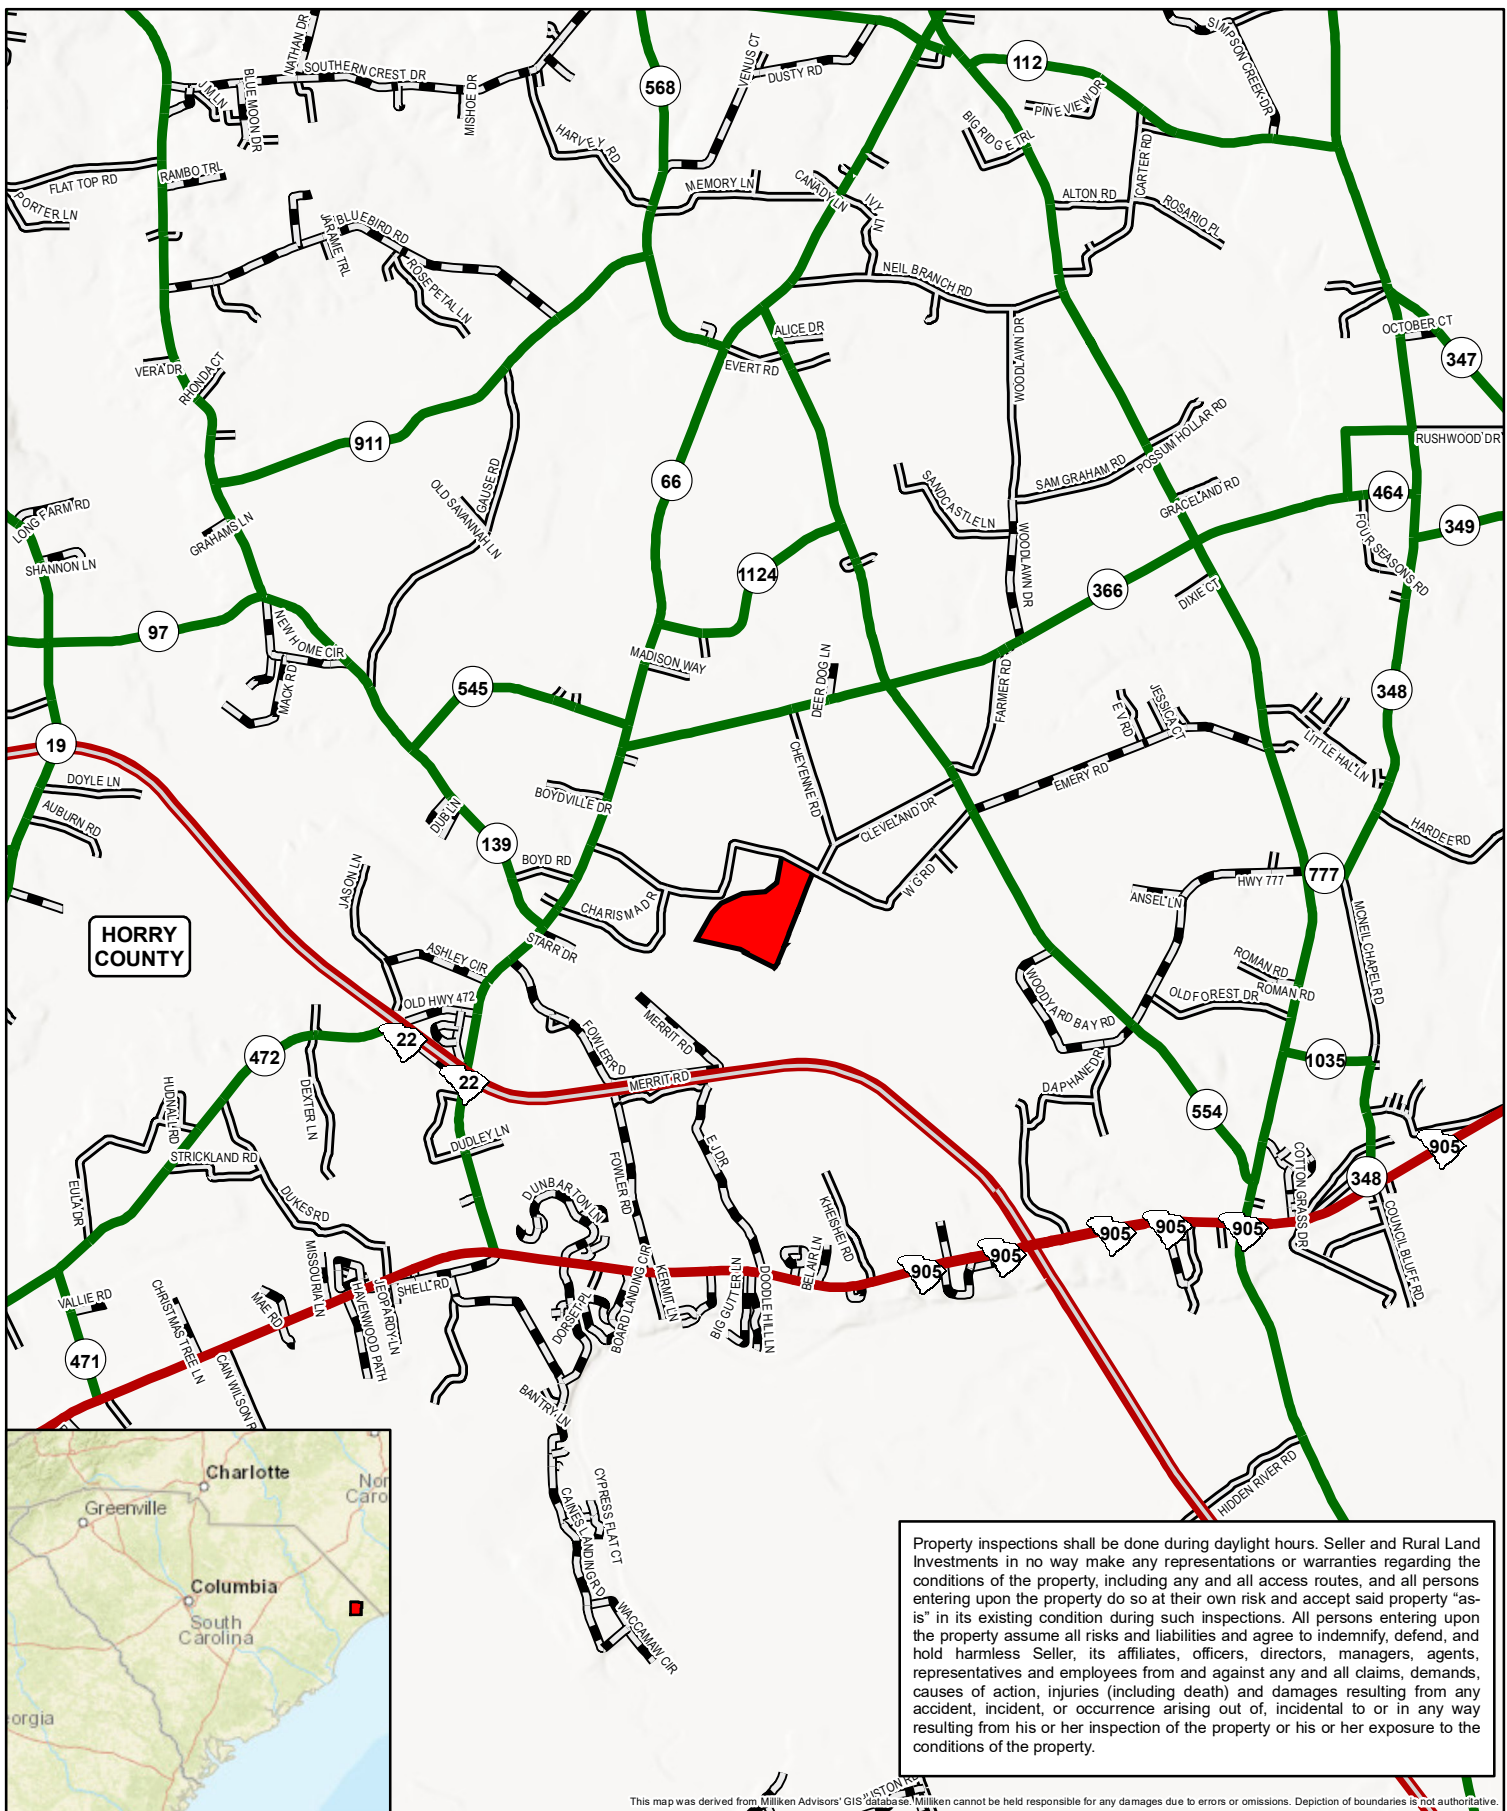 SIMPSON CREEK DR
NATHAN DR
SOUTHERN CREST DR
BLUE MOON DR
JM LN
MISHOE DR
568
VENUS CT
DUSTY RD
112
PINE VIEW DR
BIG RIDGE TRL
HARVEY RD
CARTER RD
FLAT TOP RD
RAMBO TRL
PORTER LN
MEMORY LN
CANADY LN
IVY LN
ALTON RD
ROSARIO PL
BLUEBIRD RD
JARAME TRL
ROSEPETAL LN
NEIL BRANCH RD
OCTOBER CT
347
ALICE DR
EVERT RD
VERA DR
RHONDA CT
WOODLAWN DR
911
POSSUM HOLLAR RD
RUSHWOOD DR
GAUSE RD
OLD SAVANNAH LN
66
SANDCASTLE LN
SAM GRAHAM RD
GRACELAND RD
464
349
FOUR SEASONS RD
LONG FARM RD
SHANNON LN
GRAHAMS LN
1124
WOODLAWN DR
366
DIXIE CT
97
NEW HOME CIR
MACK RD
MADISON WAY
545
DEER DOG LN
FARMER RD
348
E V RD
JESSICA CT
LITTLE HAL LN
19
DOYLE LN
AUBURN RD
CHEYENNE RD
EMERY RD
BOYDVILLE DR
CLEVELAND DR
DUB LN
139
HARDEE RD
BOYD RD
JASON LN
W G RD
HWY 777
777
ANSEL LN
CHARISMA DR
MCNEIL CHAPEL RD
HORRY
COUNTY
STARR DR
ASHLEY CIR
ROMAN RD
ROMAN RD
OLD FOREST DR
WOODYARD BAY RD
OLD HWY 472
22
472
MERRIT RD
FOWLER RD
MERRIT RD
22
1035
DAPHANE DR
554
HUDNALL RD
DEXTER LN
DUDLEY LN
E J DR
STRICKLAND RD
COTTON GRASS DR
905
348
EULA DR
DUKES RD
DUNBARTON LN
FOWLER RD
KHEISHEI RD
905
905
905
COUNCIL BLUFF RD
MISSOURIA LN
905
905
BELAIR LN
VALLIE RD
CHRISTMAS TREE LN
MAE RD
HAVENWOOD PATH
JEOPARDY LN
SHELL RD
DORSET PL
BOARD LANDING CIR
KERMIT LN
BIG GUTTER LN
DOODLE HILL LN
471
CAIN WILSON R
BANTRY LN
CYPRESS FLAT CT
CAINES LANDING RD
WACCAMAW CIR
HIDDEN RIVER RD
Charlotte
Nor
Caro
Greenville
Columbia
South
Carolina
eorgia
Property inspections shall be done during daylight hours. Seller and Rural Land
Investments in no way make any representations or warranties regarding the
conditions of the property, including any and all access routes, and all persons
entering upon the property do so at their own risk and accept said property “as-
is” in its existing condition during such inspections. All persons entering upon
the property assume all risks and liabilities and agree to indemnify, defend, and
hold harmless Seller, its affiliates, officers, directors, managers, agents,
representatives and employees from and against any and all claims, demands,
causes of action, injuries (including death) and damages resulting from any
accident, incident, or occurrence arising out of, incidental to or in any way
resulting from his or her inspection of the property or his or her exposure to the
conditions of the property.
This map was derived from Milliken Advisors' GIS database. Milliken cannot be held responsible for any damages due to errors or omissions. Depiction of boundaries is not authoritative.